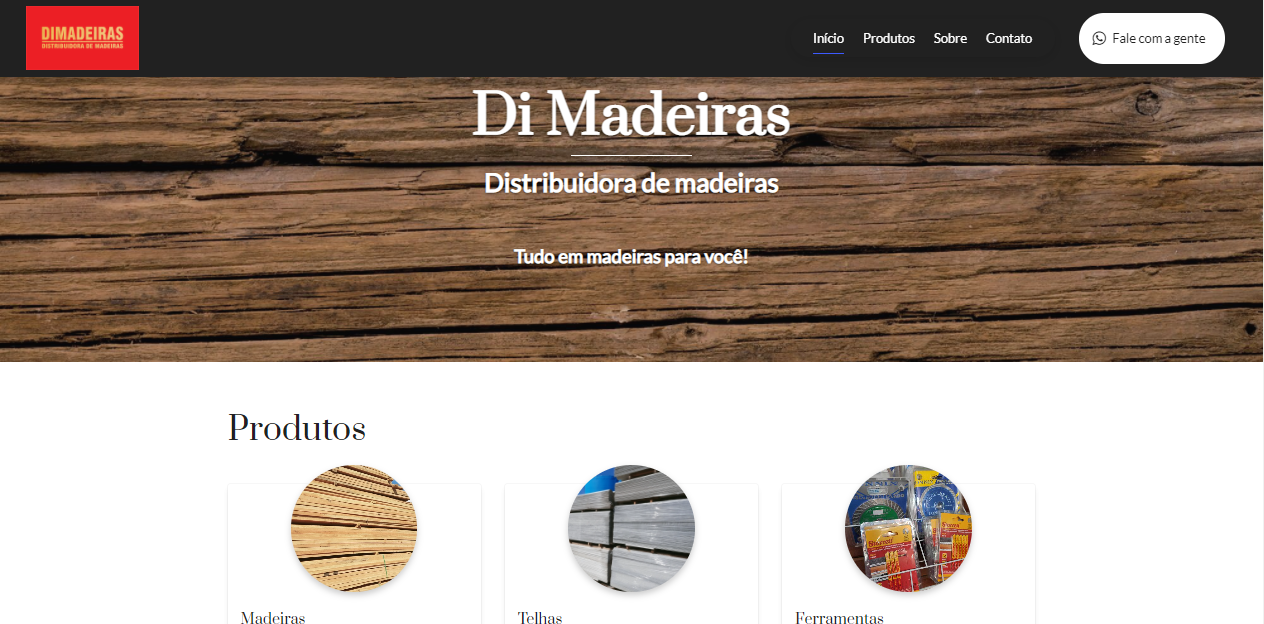 DIMADEIRAS
DISTRIBUIDORA DE MADEIRAS
Início Produtos Sobre Contato
Fale com a gente
Di Madeiras
Distribuidora de madeiras
Tudo em madeiras para você!
Produtos
Madeiras
Telhas
Ferramentas